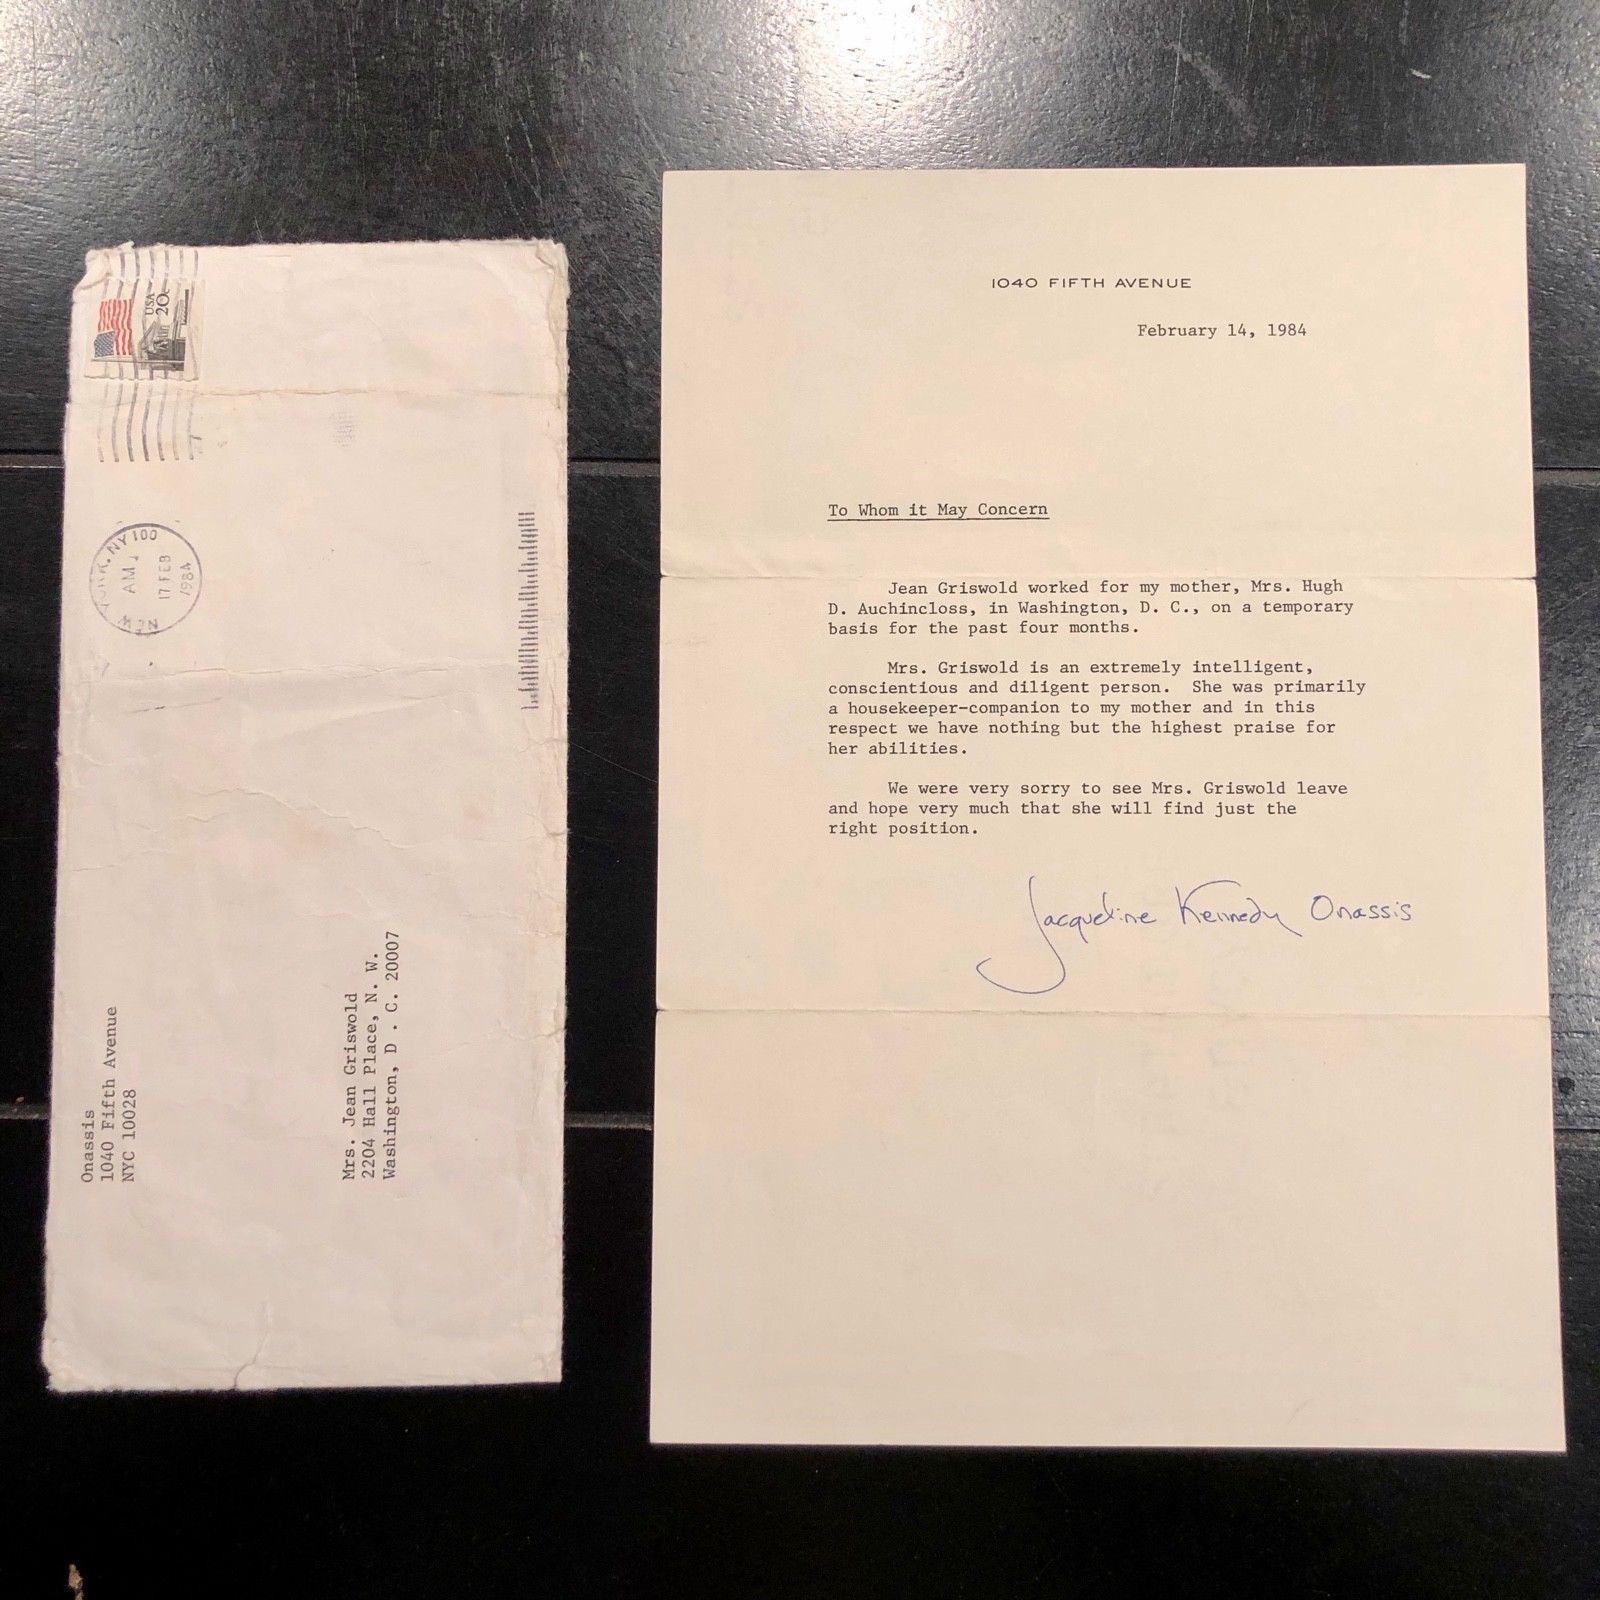 USA
20c
NEW YORK, NY 100
AM
17 FEB
1984
Onassis
1040 Fifth Avenue
NYC 10028
Mrs. Jean Griswold
2204 Hall Place, N. W.
Washington, D . C. 20007
1040 FIFTH AVENUE
February 14, 1984
To Whom it May Concern
Jean Griswold worked for my mother, Mrs. Hugh
D. Auchincloss, in Washington, D. C., on a temporary
basis for the past four months.
Mrs. Griswold is an extremely intelligent,
conscientious and diligent person. She was primarily
a housekeeper-companion to my mother and in this
respect we have nothing but the highest praise for
her abilities.
We were very sorry to see Mrs. Griswold leave
and hope very much that she will find just the
right position.
Jacqueline Kennedy Onassis